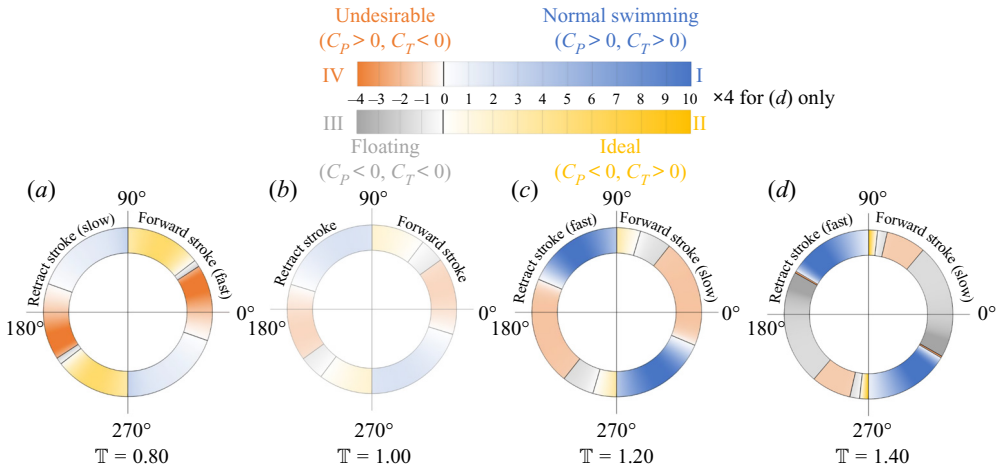 Undesirable Normal swimming
(C_P > 0, C_T < 0) (C_P > 0, C_T > 0)
IV I
–4 –3 –2 –1 0 1 2 3 4 5 6 7 8 9 10 ×4 for (d) only
III II
Floating Ideal
(C_P < 0, C_T < 0) (C_P < 0, C_T > 0)
(a) (b) (c) (d)
90° 90° 90° 90°
Retract stroke (slow) Forward stroke (fast) Retract stroke Forward stroke Retract stroke (fast) Forward stroke (slow) Retract stroke (fast) Forward stroke (slow)
180° 0° 180° 0° 180° 0° 180° 0°
270° 270° 270° 270°
𝕋 = 0.80 𝕋 = 1.00 𝕋 = 1.20 𝕋 = 1.40